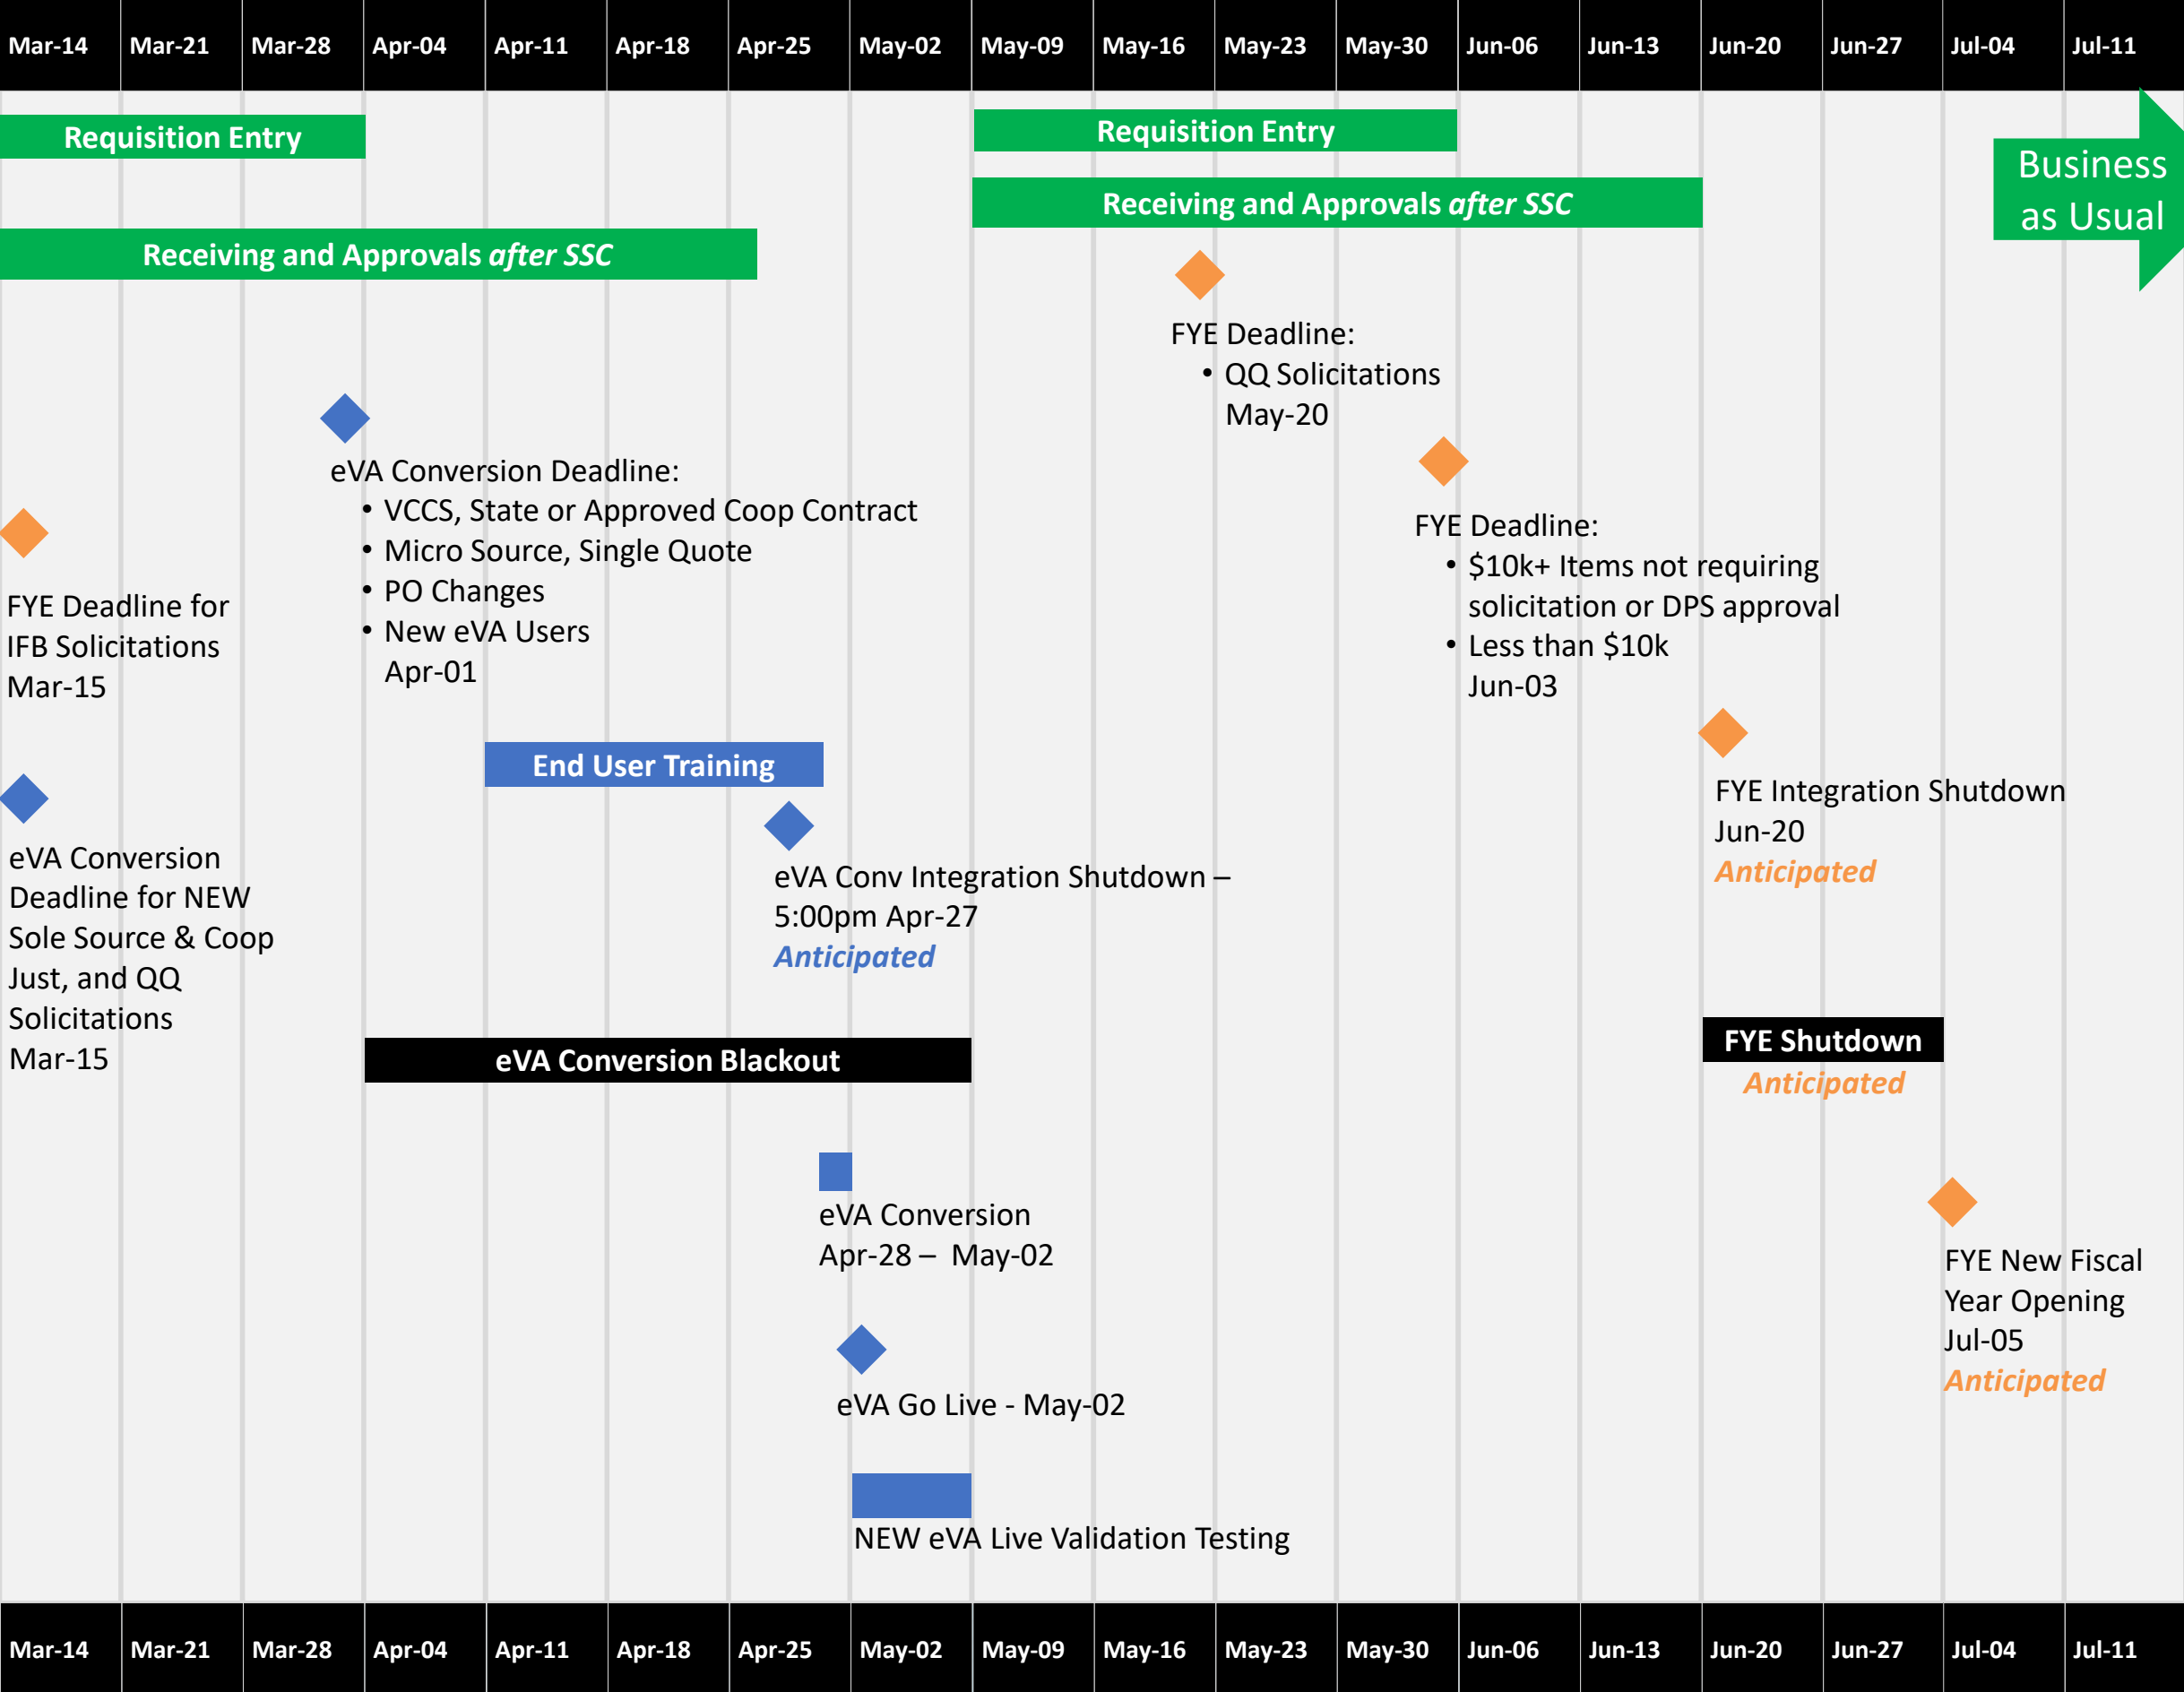 Mar-14 Mar-21 Mar-28 Apr-04 Apr-11 Apr-18 Apr-25 May-02 May-09 May-16 May-23 May-30 Jun-06 Jun-13 Jun-20 Jun-27 Jul-04 Jul-11
Requisition Entry
Requisition Entry
Business
as Usual
Receiving and Approvals after SSC
Receiving and Approvals after SSC
FYE Deadline:
• QQ Solicitations
May-20
eVA Conversion Deadline:
• VCCS, State or Approved Coop Contract
• Micro Source, Single Quote
• PO Changes
• New eVA Users
Apr-01
FYE Deadline:
• $10k+ Items not requiring
solicitation or DPS approval
• Less than $10k
Jun-03
FYE Deadline for
IFB Solicitations
Mar-15
End User Training
FYE Integration Shutdown
Jun-20
Anticipated
eVA Conversion
Deadline for NEW
Sole Source & Coop
Just, and QQ
Solicitations
Mar-15
eVA Conv Integration Shutdown –
5:00pm Apr-27
Anticipated
eVA Conversion Blackout
FYE Shutdown
Anticipated
eVA Conversion
Apr-28 – May-02
FYE New Fiscal
Year Opening
Jul-05
Anticipated
eVA Go Live - May-02
NEW eVA Live Validation Testing
Mar-14 Mar-21 Mar-28 Apr-04 Apr-11 Apr-18 Apr-25 May-02 May-09 May-16 May-23 May-30 Jun-06 Jun-13 Jun-20 Jun-27 Jul-04 Jul-11